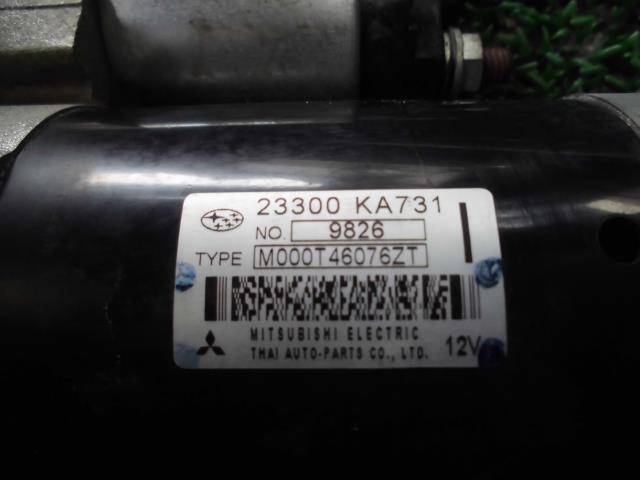 23300 KA731
NO. 9826
TYPE M000T46076ZT
MITSUBISHI ELECTRIC
THAI AUTO-PARTS CO., LTD. 12V